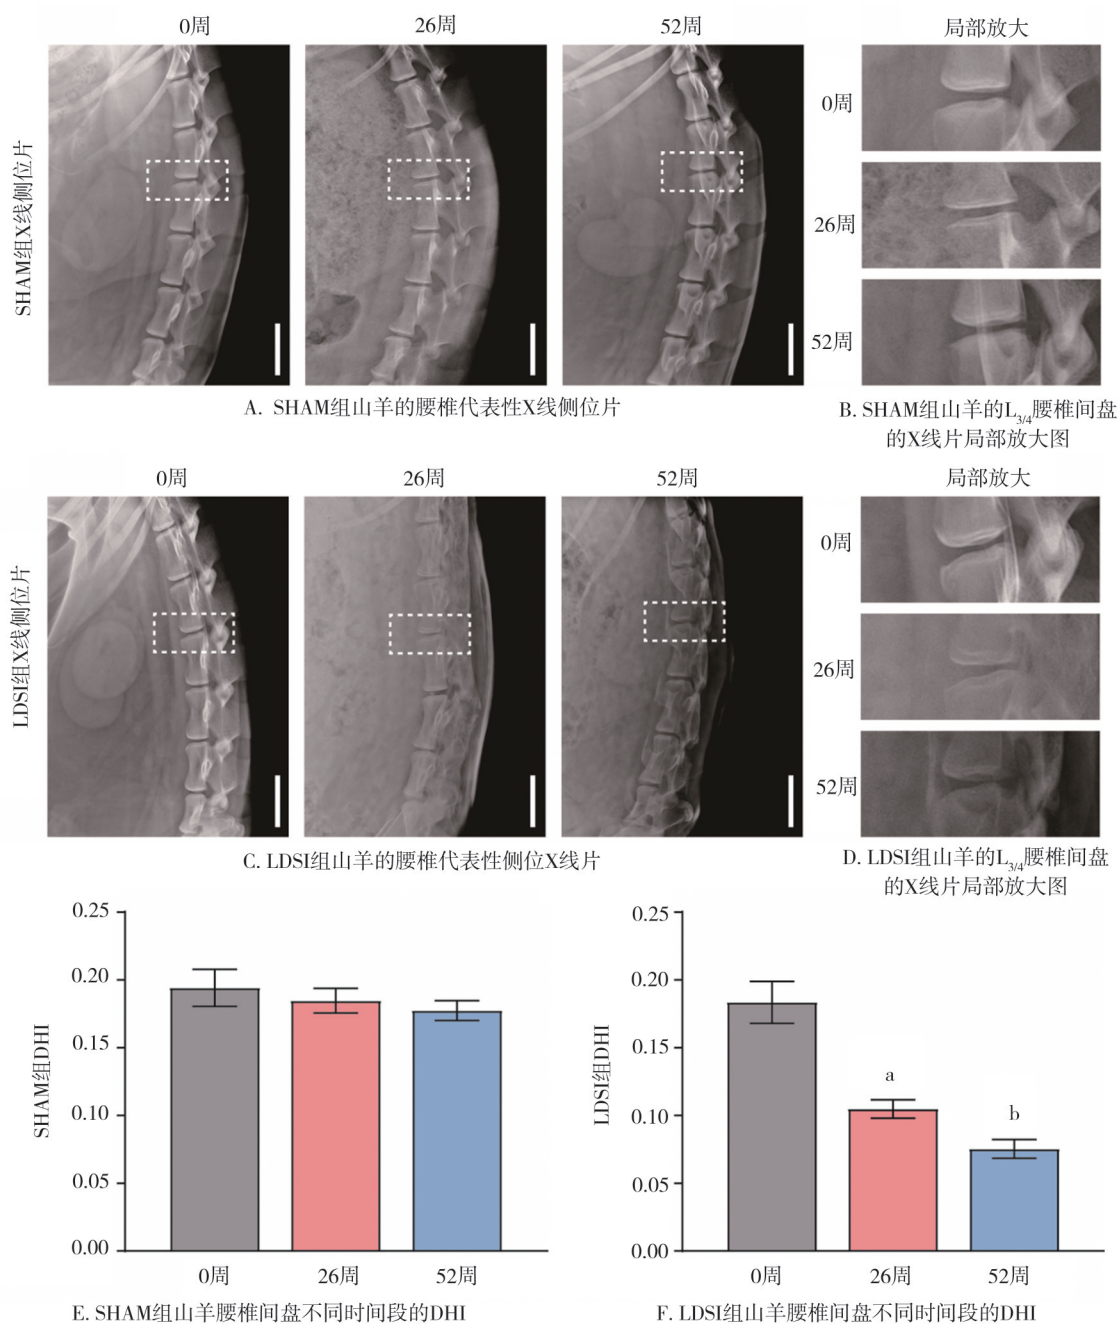 0周
26周
52周
局部放大
SHAM组X线侧位片
0周
26周
52周
A. SHAM组山羊的腰椎代表性X线侧位片
B. SHAM组山羊的L3/4腰椎间盘
的X线片局部放大图
0周
26周
52周
局部放大
LDSI组X线侧位片
0周
26周
52周
C. LDSI组山羊的腰椎代表性侧位X线片
D. LDSI组山羊的L3/4腰椎间盘
的X线片局部放大图
SHAM组DHI
0.25
0.20
0.15
0.10
0.05
0.00
0周
26周
52周
E. SHAM组山羊腰椎间盘不同时间段的DHI
LDSI组DHI
0.25
0.20
0.15
0.10
0.05
0.00
a
b
0周
26周
52周
F. LDSI组山羊腰椎间盘不同时间段的DHI